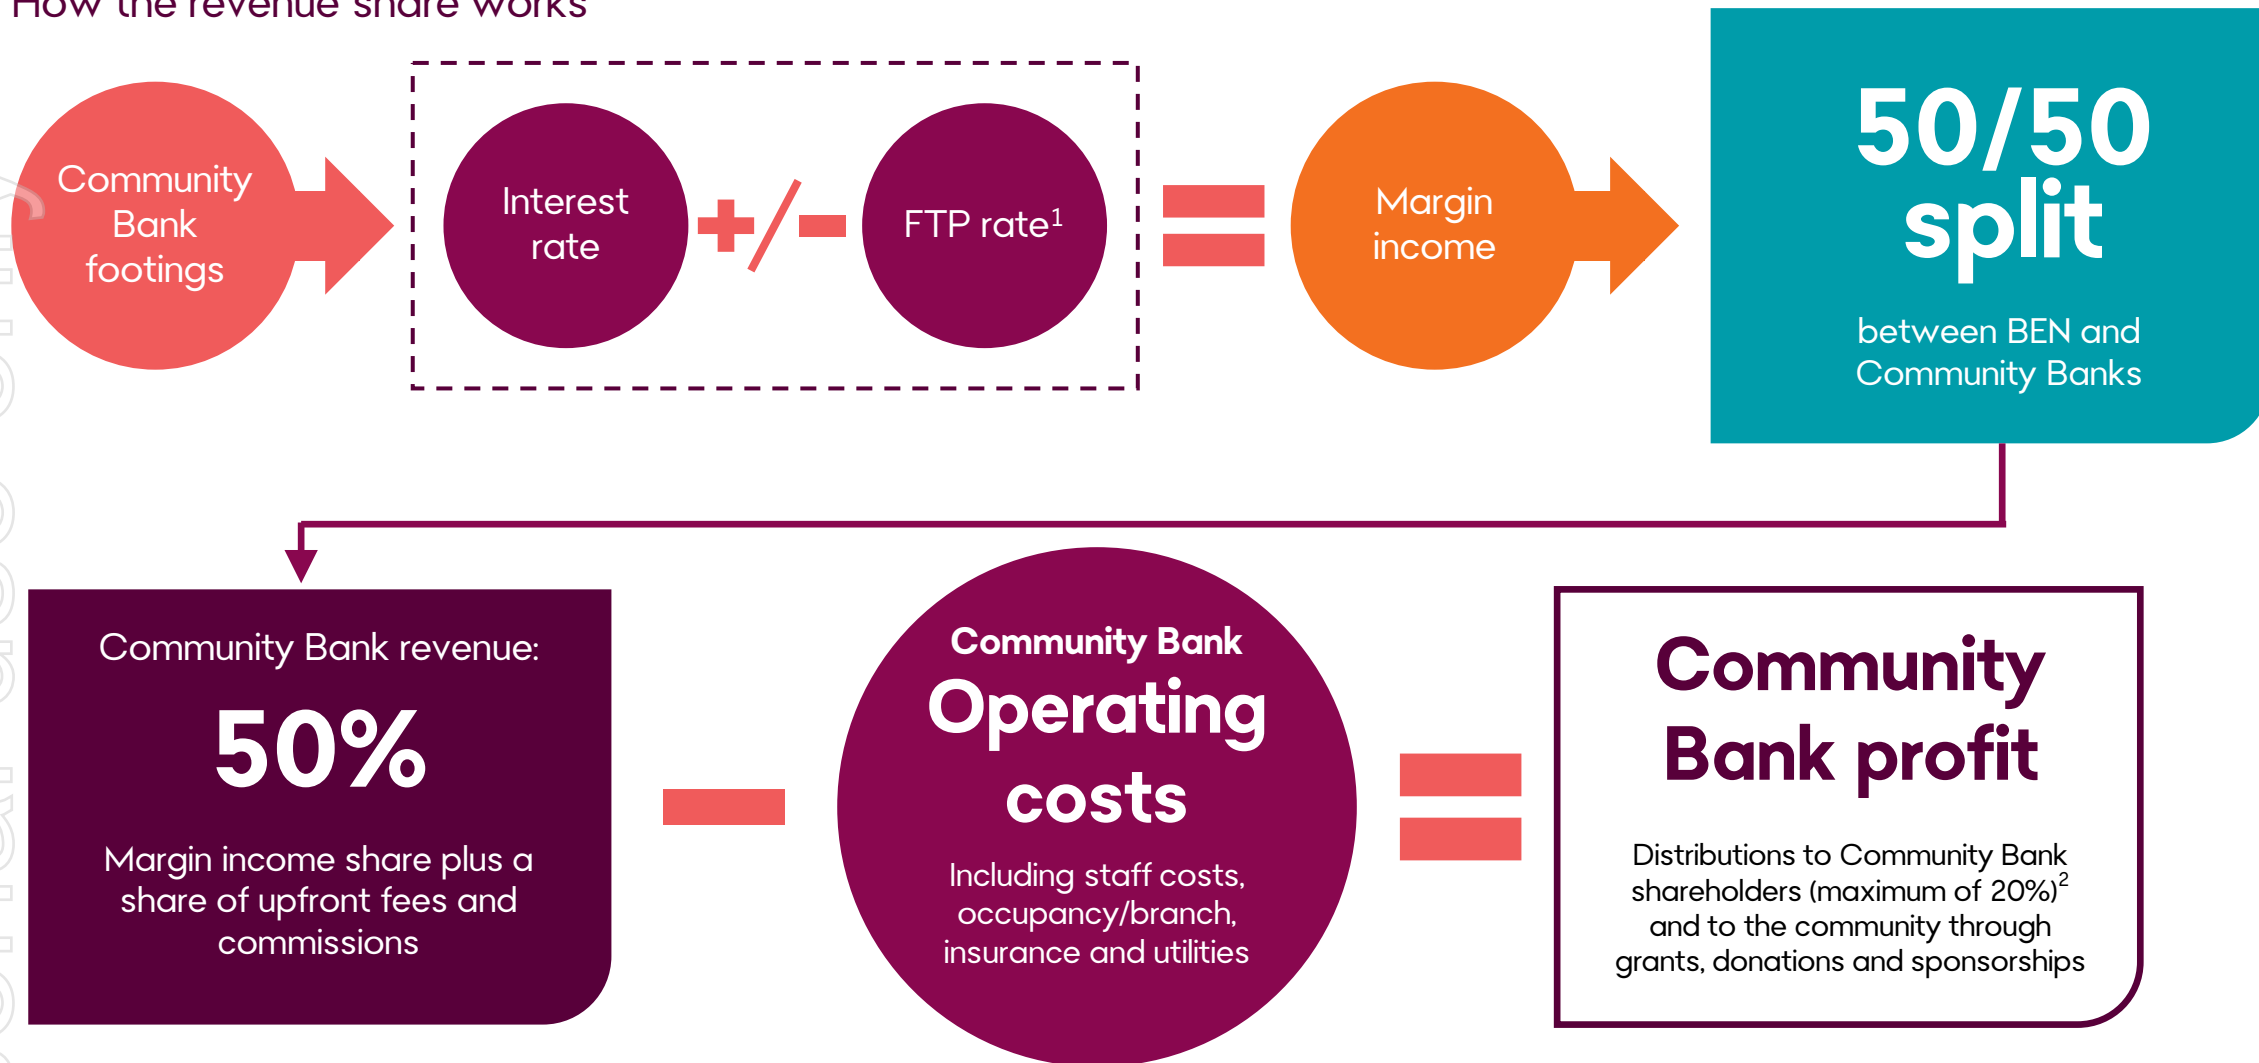 How the revenue share works
Community
Bank
footings
Interest
rate
+/-
FTP rate¹
=
Margin
income
50/50
split
between BEN and
Community Banks
Community Bank revenue:
50%
Margin income share plus a
share of upfront fees and
commissions
Community Bank
Operating
costs
Including staff costs,
occupancy/branch,
insurance and utilities
=
Community
Bank profit
Distributions to Community Bank
shareholders (maximum of 20%)²
and to the community through
grants, donations and sponsorships